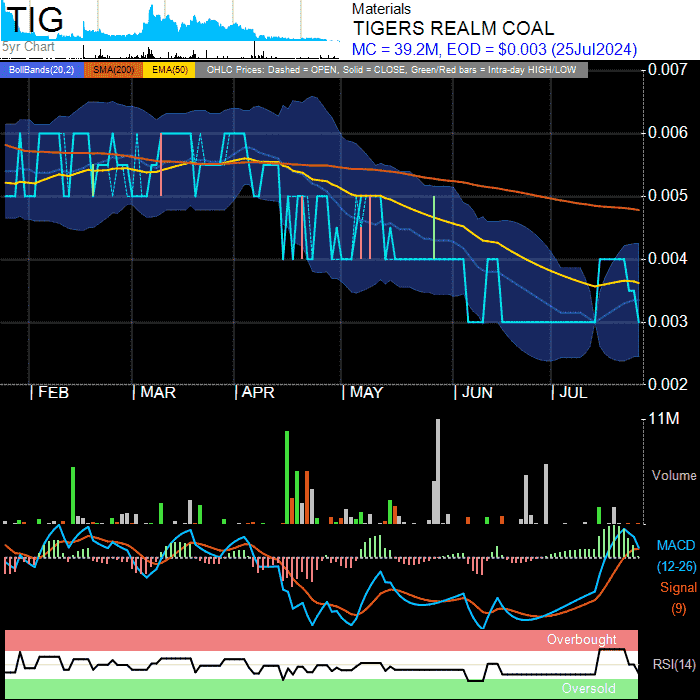 TIG
5yr Chart
Materials
TIGERS REALM COAL
MC = 39.2M, EOD = $0.003 (25Jul2024)
BollBands(20,2) SMA(200) EMA(50) OHLC Prices: Dashed = OPEN, Solid = CLOSE, Green/Red bars = Intra-day HIGH/LOW
0.007
0.006
0.005
0.004
0.003
0.002
FEB MAR APR MAY JUN JUL
11M
Volume
MACD
(12-26)
Signal
(9)
Overbought
RSI(14)
Oversold